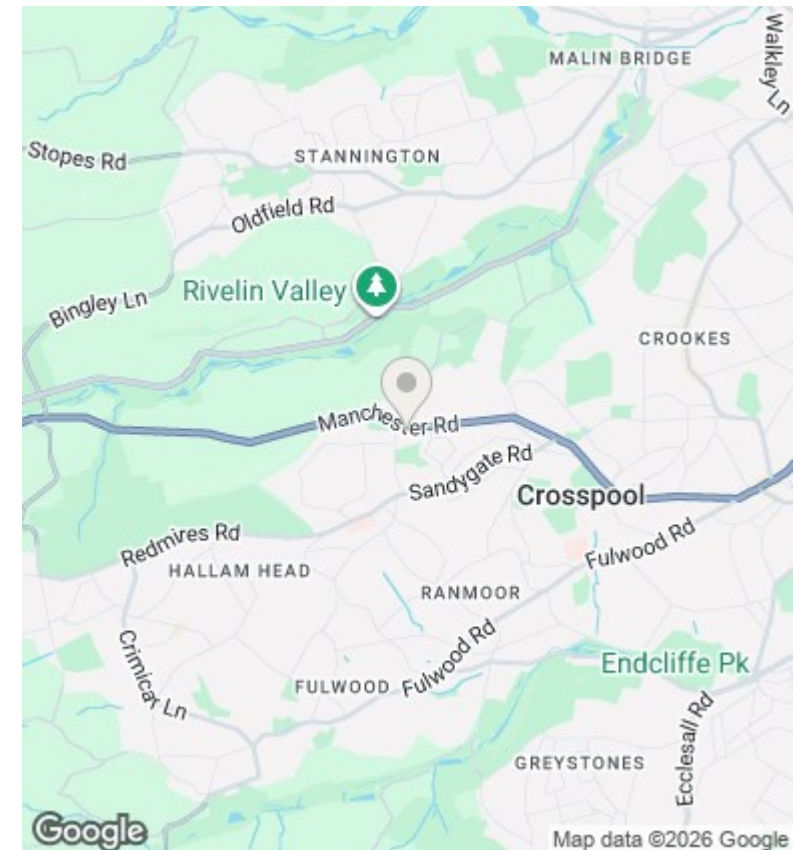 MALIN BRIDGE
Walkley Ln
Stopes Rd
STANNINGTON
Oldfield Rd
Rivelin Valley
Bingley Ln
CROOKES
Manchester Rd
Sandygate Rd
Crosspool
Redmires Rd
Fulwood Rd
HALLAM HEAD
RANMOOR
Crimicar Ln
FULWOOD
Fulwood Rd
Endcliffe Pk
Ecclesall Rd
GREYSTONES
Google
Map data ©2026 Google